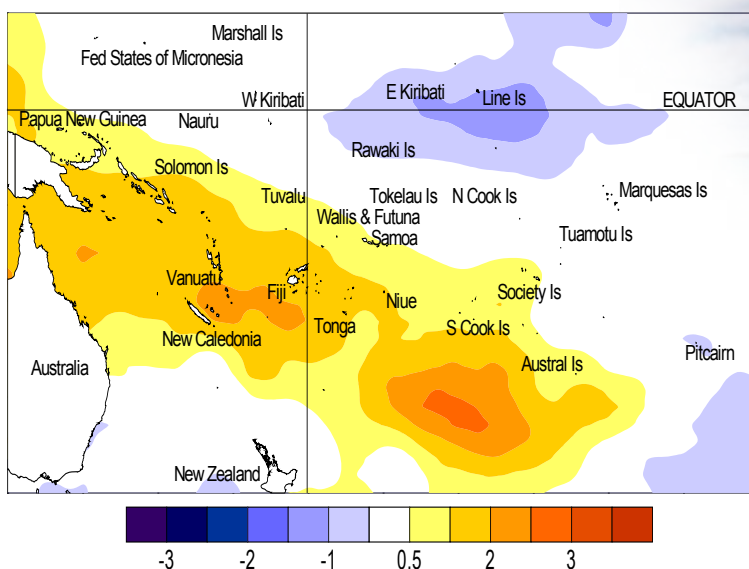 Marshall Is
Fed States of Micronesia
W Kiribati
E Kiribati
Line Is
EQUATOR
Papua New Guinea
Nauru
Rawaki Is
Solomon Is
Tuvalu
Tokelau Is
N Cook Is
Marquesas Is
Wallis & Futuna
Samoa
Tuamotu Is
Vanuatu
Fiji
Niue
Society Is
Tonga
S Cook Is
New Caledonia
Pitcairn
Australia
Austral Is
New Zealand
-3 -2 -1 0.5 2 3